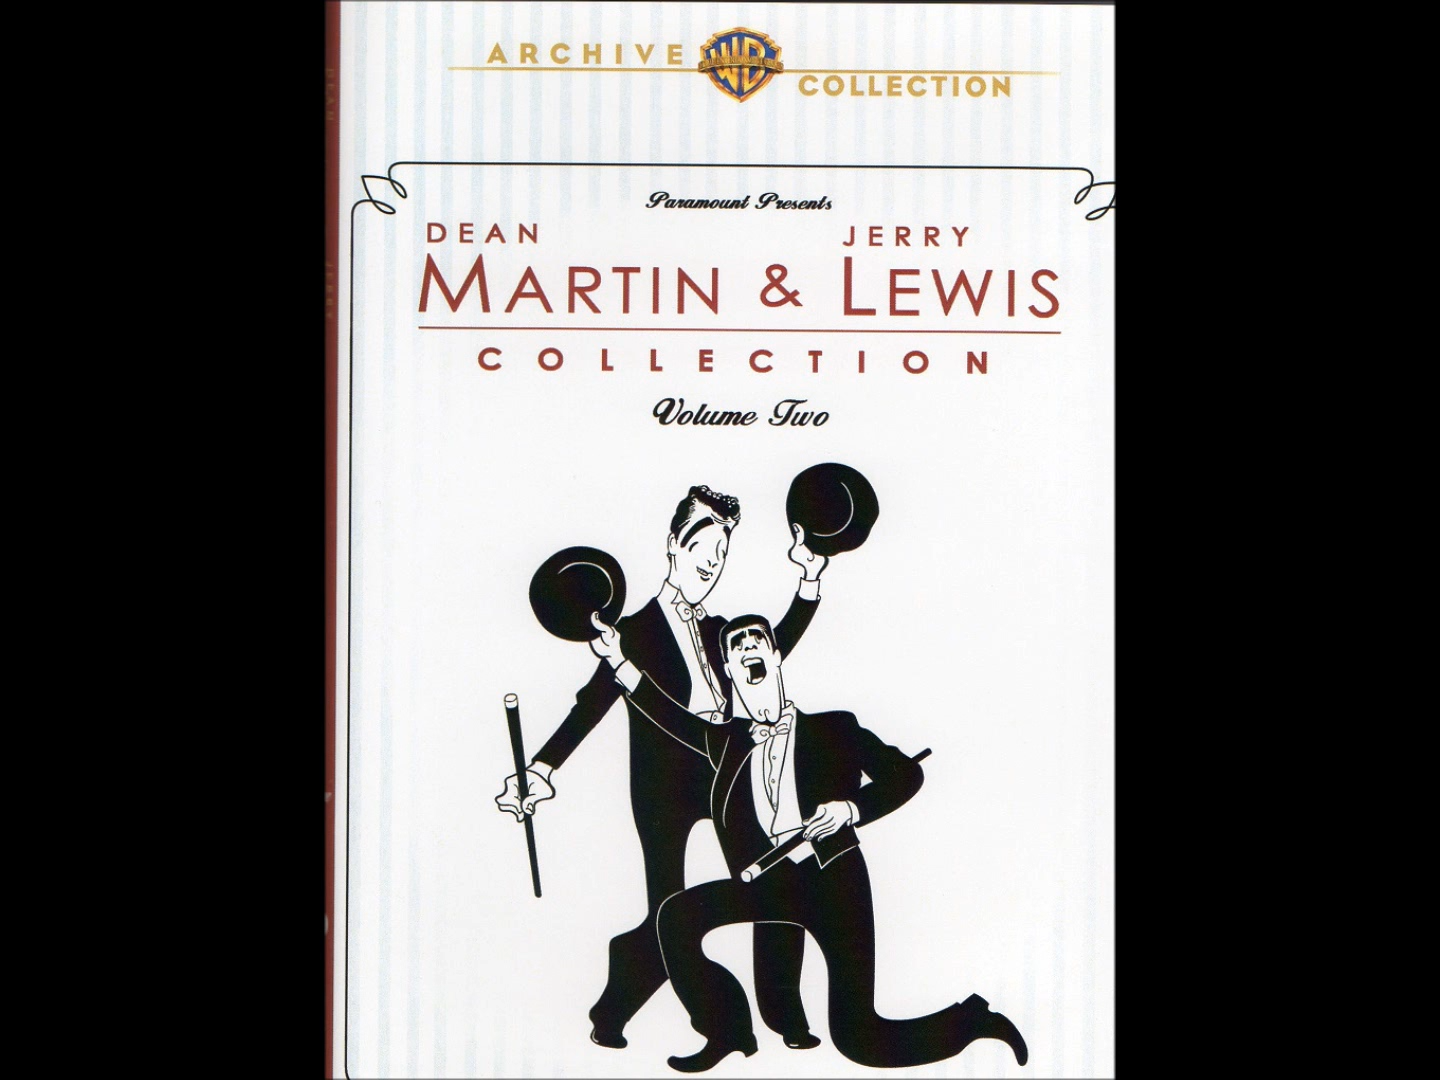 ARCHIVE
WB
COLLECTION
Paramount Presents
DEAN JERRY
MARTIN & LEWIS
COLLECTION
Volume Two